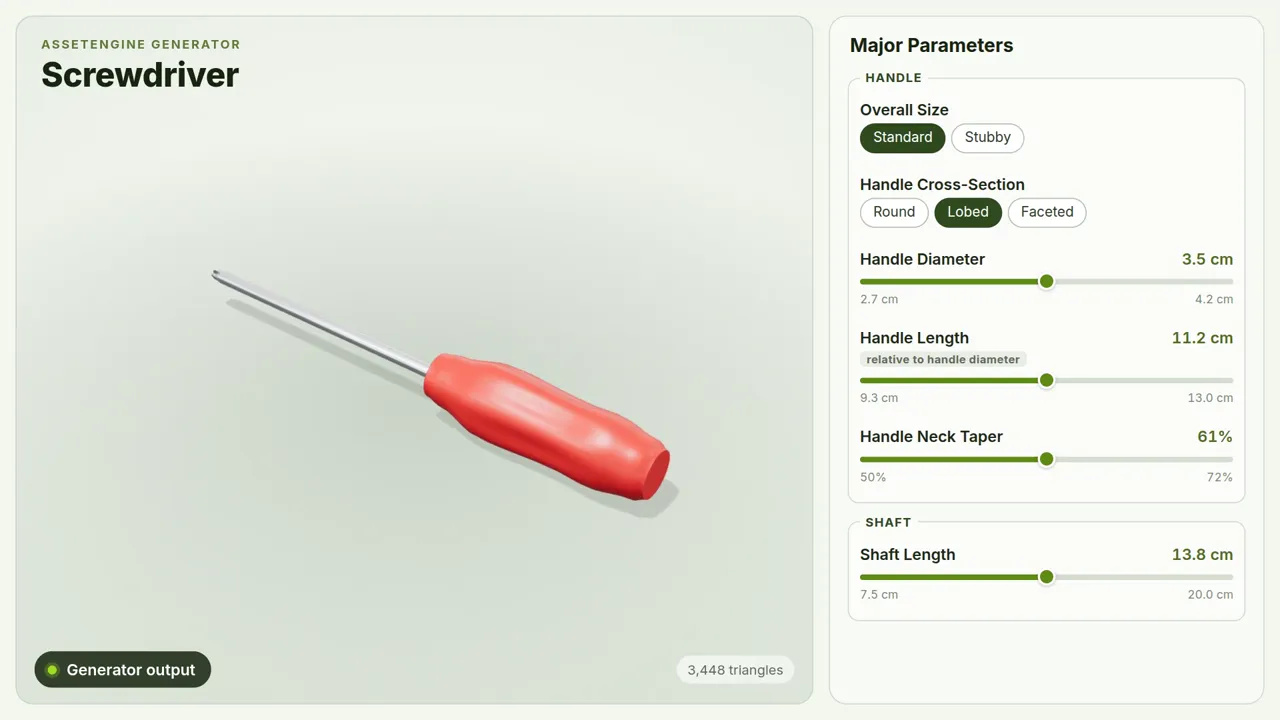 ASSETENGINE GENERATOR
Screwdriver
Generator output
3,448 triangles
Major Parameters
HANDLE
Overall Size
Standard Stubby
Handle Cross-Section
Round Lobed Faceted
Handle Diameter 3.5 cm
2.7 cm 4.2 cm
Handle Length 11.2 cm
relative to handle diameter
9.3 cm 13.0 cm
Handle Neck Taper 61%
50% 72%
SHAFT
Shaft Length 13.8 cm
7.5 cm 20.0 cm